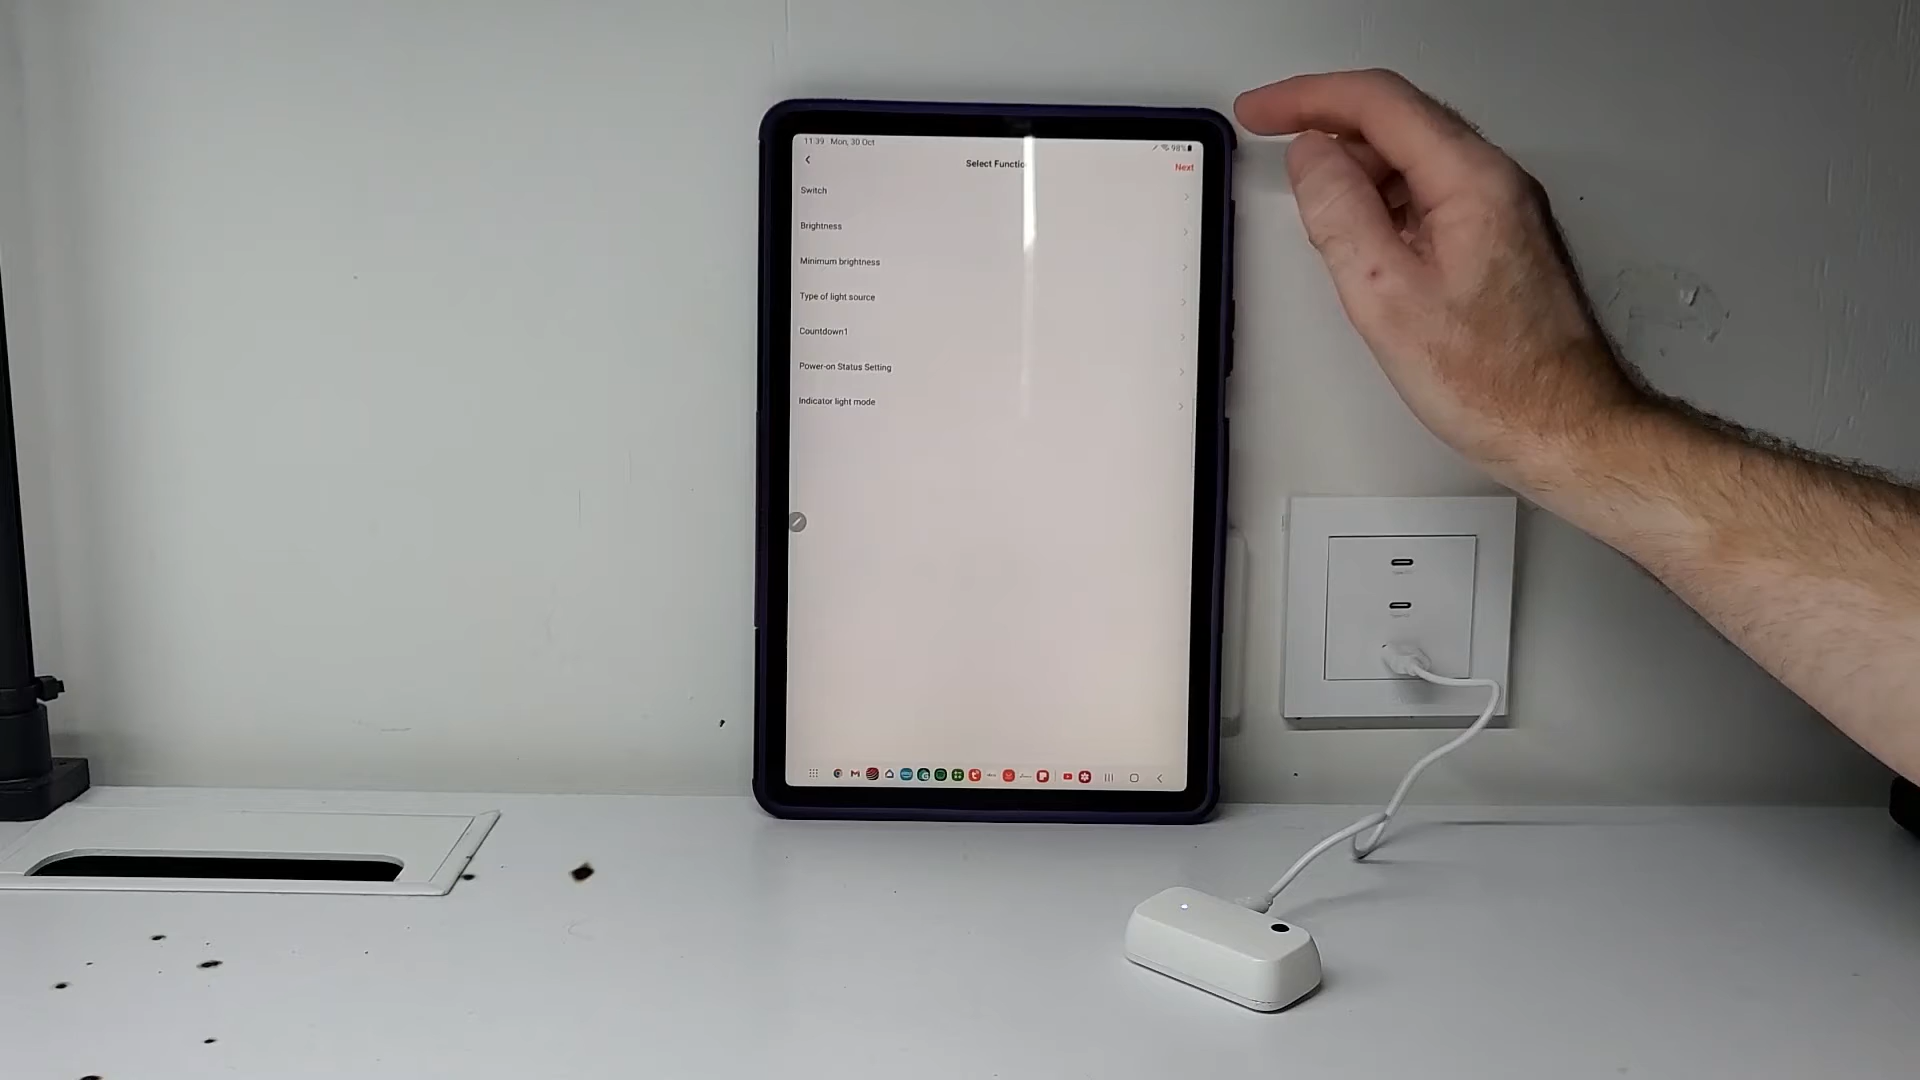 11:39 Mon, 30 Oct 98%
Select Functio
Next
Switch
Brightness
Minimum brightness
Type of light source
Countdown1
Power-on Status Setting
Indicator light mode